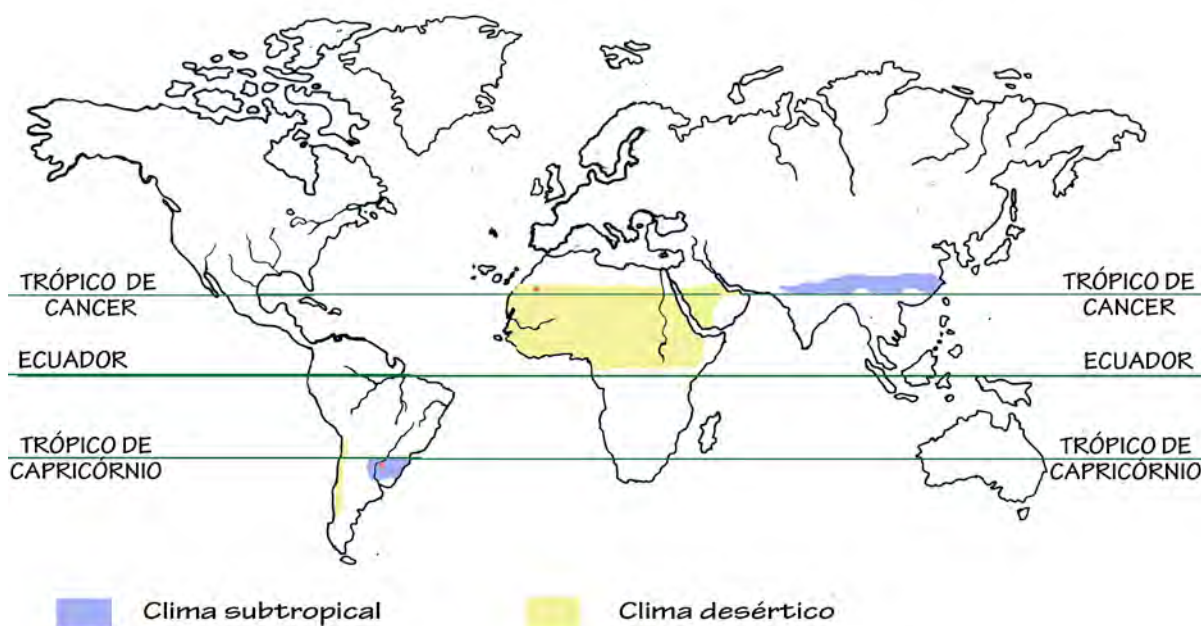 TRÓPICO DE
CANCER
TRÓPICO DE
CANCER
ECUADOR
ECUADOR
TRÓPICO DE
CAPRICÓRNIO
TRÓPICO DE
CAPRICÓRNIO
Clima subtropical
Clima desértico